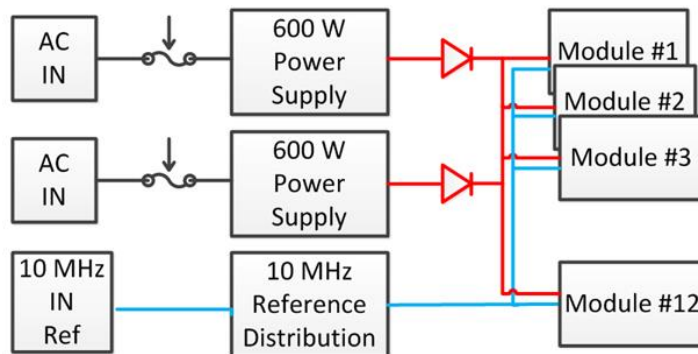 AC
IN
600 W
Power
Supply
Module #1
Module #2
Module #3
AC
IN
600 W
Power
Supply
10 MHz
IN
Ref
10 MHz
Reference
Distribution
Module #12